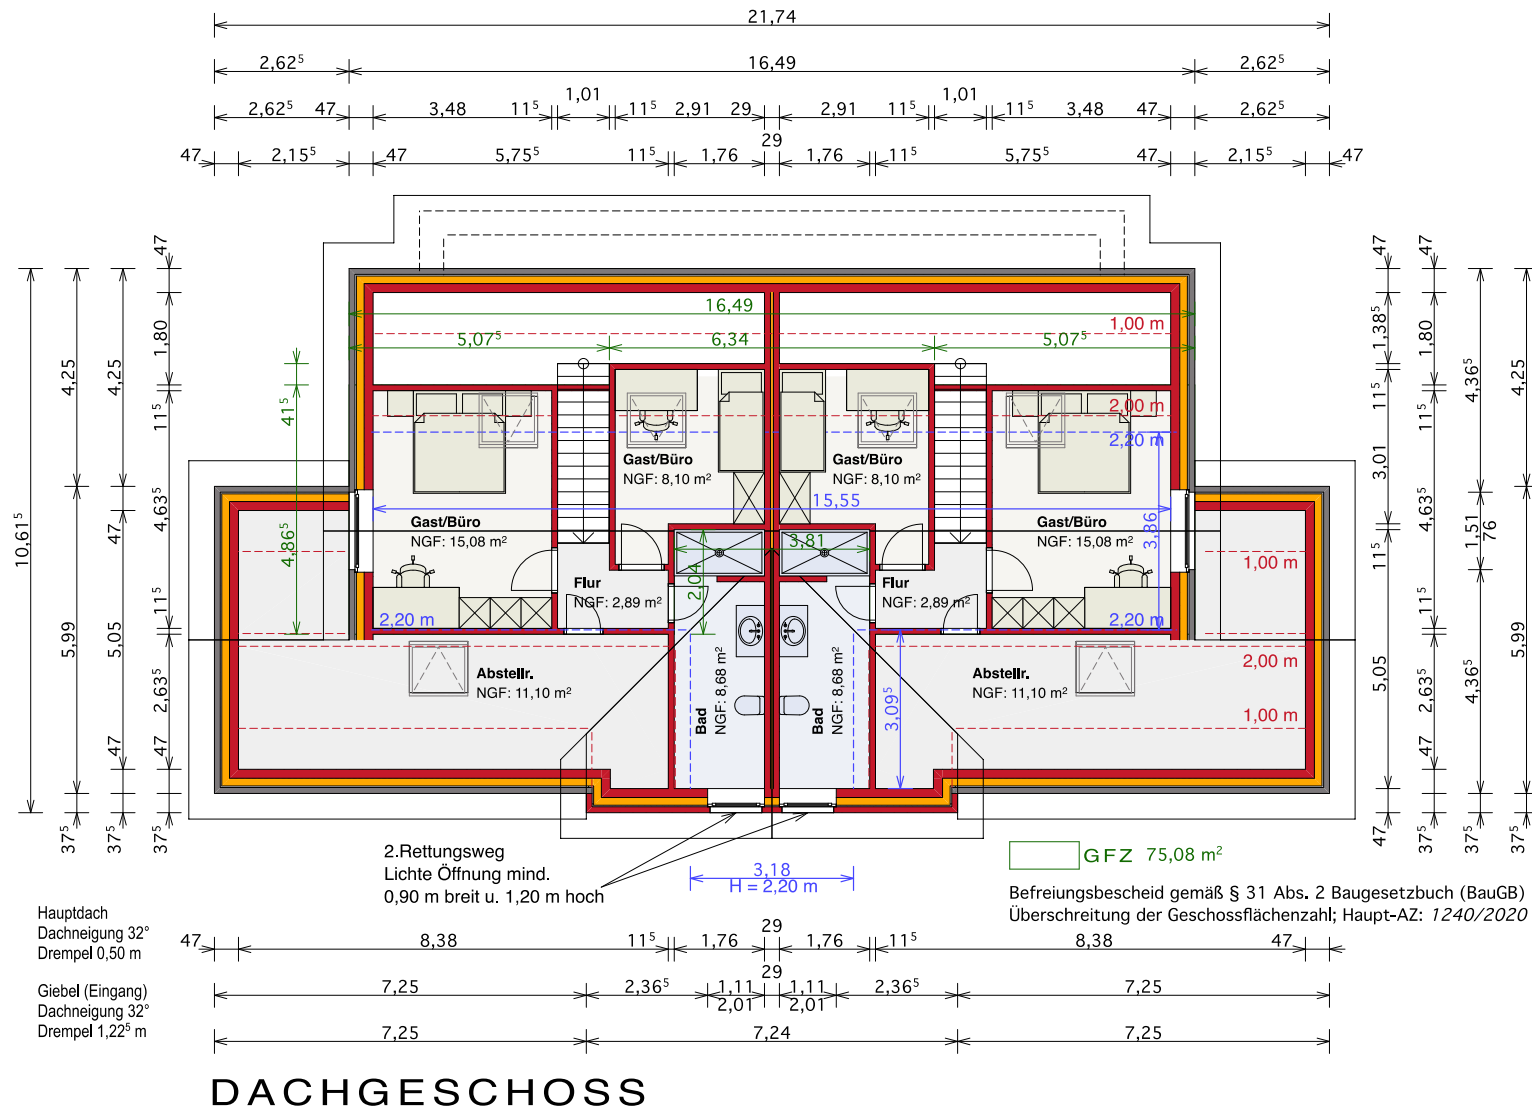 21,74
2,62⁵ 16,49 2,62⁵
1,01 1,01
2,62⁵ 47 3,48 11⁵ 11⁵ 2,91 29 2,91 11⁵ 11⁵ 3,48 47 2,62⁵
29
47 2,15⁵ 47 5,75⁵ 11⁵ 1,76 1,76 11⁵ 5,75⁵ 47 2,15⁵ 47
10,61⁵
4,25
5,99
37⁵
4,25
47
5,05
47
37⁵
47
1,80
11⁵
4,63⁵
11⁵
2,63⁵
47
37⁵
47
1,38⁵
11⁵
3,01
11⁵
5,05
47
47
1,80
11⁵
4,63⁵
11⁵
2,63⁵
47
37⁵
4,36⁵
1,51
76
4,36⁵
37⁵
4,25
5,99
37⁵
16,49
1,00 m
5,07⁵ 6,34 5,07⁵
41⁵
4,86⁵
2,00 m
2,20 m
Gast/Büro
NGF: 8,10 m²
Gast/Büro
NGF: 8,10 m²
15,55
3,86
Gast/Büro
NGF: 15,08 m²
Gast/Büro
NGF: 15,08 m²
3,81
2,04
1,00 m
Flur
NGF: 2,89 m²
Flur
NGF: 2,89 m²
2,20 m
2,20 m
2,00 m
Abstellr.
NGF: 11,10 m²
Bad
NGF: 8,68 m²
Bad
NGF: 8,68 m²
3,09⁵
Abstellr.
NGF: 11,10 m²
1,00 m
2.Rettungsweg
Lichte Öffnung mind.
0,90 m breit u. 1,20 m hoch
3,18
H = 2,20 m
GFZ 75,08 m²
Befreiungsbescheid gemäß § 31 Abs. 2 Baugesetzbuch (BauGB)
Überschreitung der Geschossflächenzahl; Haupt-AZ: 1240/2020
Hauptdach
Dachneigung 32°
Drempel 0,50 m
Giebel (Eingang)
Dachneigung 32°
Drempel 1,22⁵ m
29
47 8,38 11⁵ 1,76 1,76 11⁵ 8,38 47
29
7,25 2,36⁵ 1,11 1,11 2,36⁵ 7,25
2,01 2,01
7,25 7,24 7,25
DACHGESCHOSS